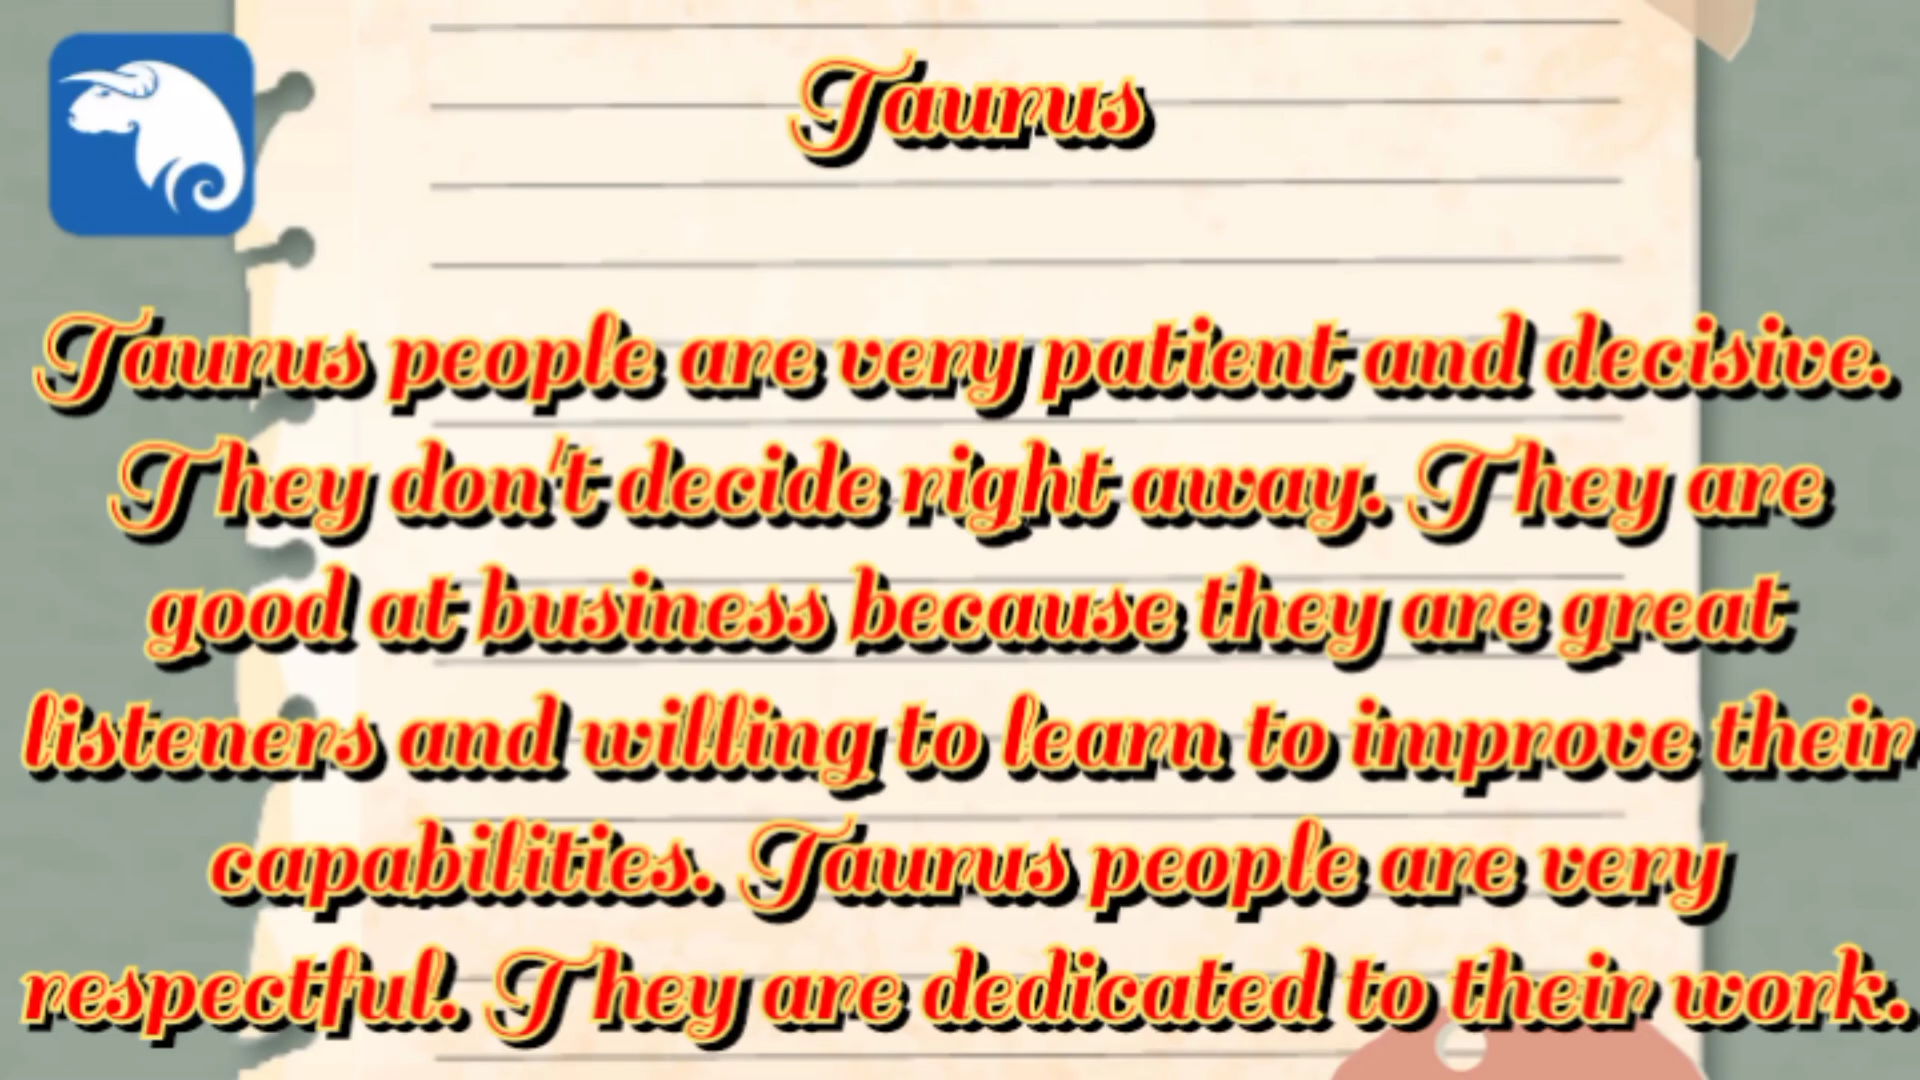 Taurus
Taurus people are very patient and decisive.
They don't decide right away. They are
good at business because they are great
listeners and willing to learn to improve their
capabilities. Taurus people are very
respectful. They are dedicated to their work.